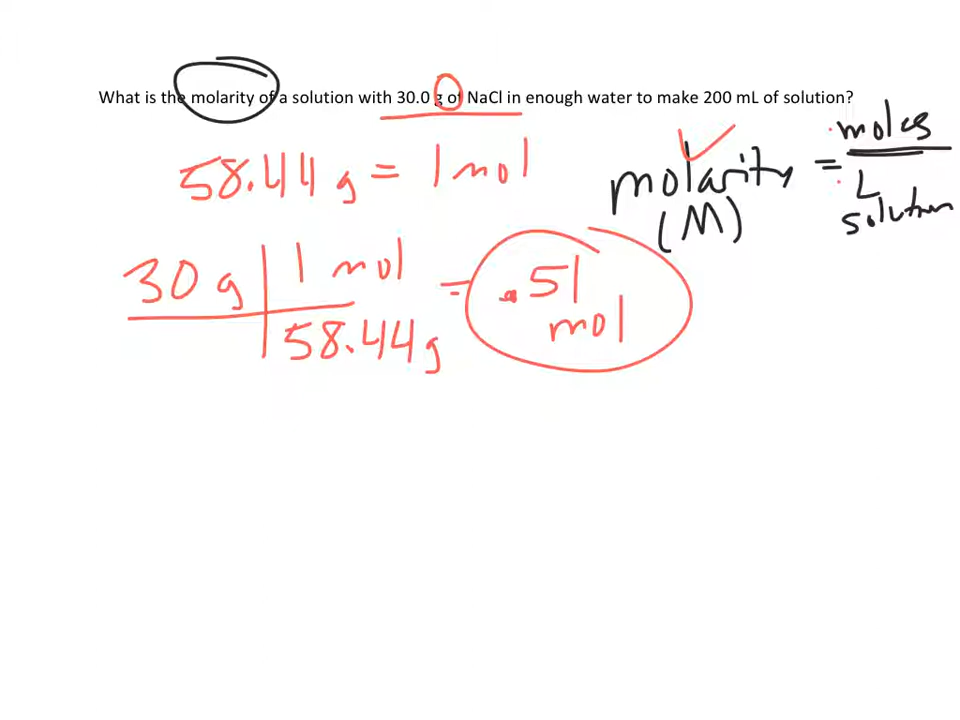 What is the molarity of a solution with 30.0 g of NaCl in enough water to make 200 mL of solution?
58.44 g = 1 mol
molarity = moles
L
(M)
solution
30 g 1 mol = .51
58.44 g mol